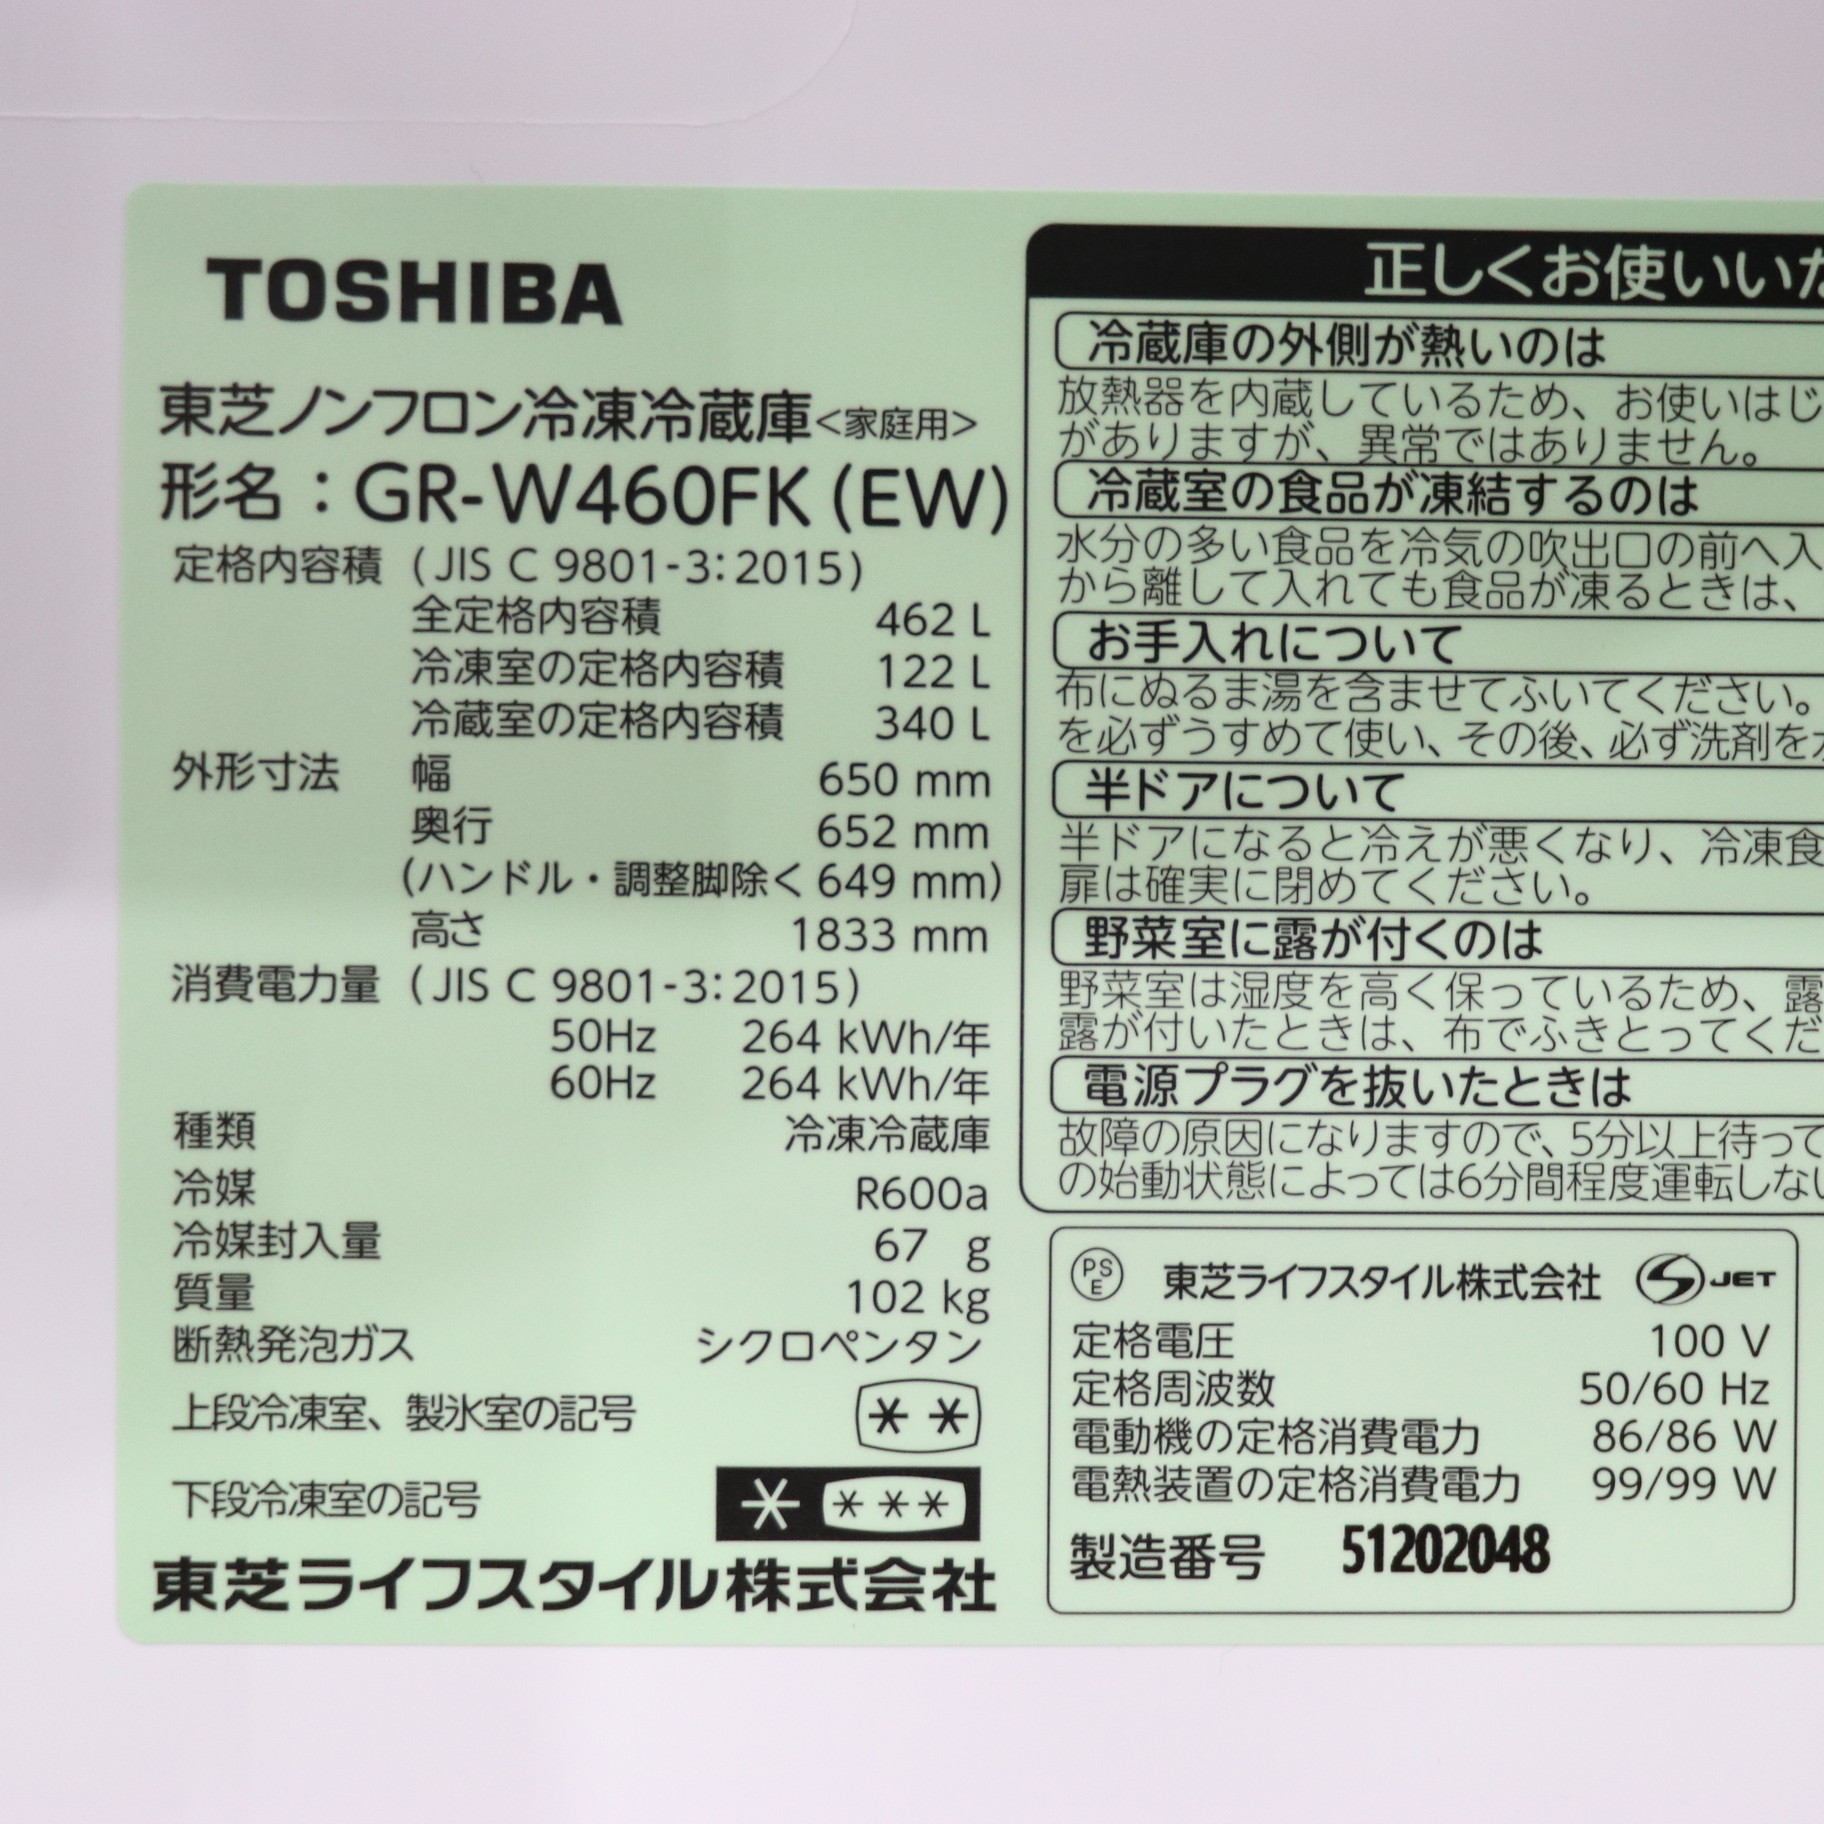 TOSHIBA
東芝ノンフロン冷凍冷蔵庫<家庭用>
形名：GR-W460FK (EW)
定格内容積 (JIS C 9801-3:2015)
全定格内容積 462 L
冷凍室の定格内容積 122 L
冷蔵室の定格内容積 340 L
外形寸法 幅 650 mm
奥行 652 mm
(ハンドル・調整脚除く 649 mm)
高さ 1833 mm
消費電力量 (JIS C 9801-3:2015)
50Hz 264 kWh/年
60Hz 264 kWh/年
種類 冷凍冷蔵庫
冷媒 R600a
冷媒封入量 67 g
質量 102 kg
断熱発泡ガス シクロペンタン
上段冷凍室、製氷室の記号
下段冷凍室の記号
東芝ライフスタイル株式会社
正しくお使いいた
冷蔵庫の外側が熱いのは
放熱器を内蔵しているため、お使いはじ
がありますが、異常ではありません。
冷蔵室の食品が凍結するのは
水分の多い食品を冷気の吹出口の前へ入
から離して入れても食品が凍るときは、
お手入れについて
布にぬるま湯を含ませてふいてください。
を必ずうすめて使い、その後、必ず洗剤を水
半ドアについて
半ドアになると冷えが悪くなり、冷凍食
扉は確実に閉めてください。
野菜室に露が付くのは
野菜室は湿度を高く保っているため、露
露が付いたときは、布でふきとってくだ
電源プラグを抜いたときは
故障の原因になりますので、5分以上待って
の始動状態によっては6分間程度運転しない
PSE 東芝ライフスタイル株式会社 JET
定格電圧 100 V
定格周波数 50/60 Hz
電動機の定格消費電力 86/86 W
電熱装置の定格消費電力 99/99 W
製造番号 51202048